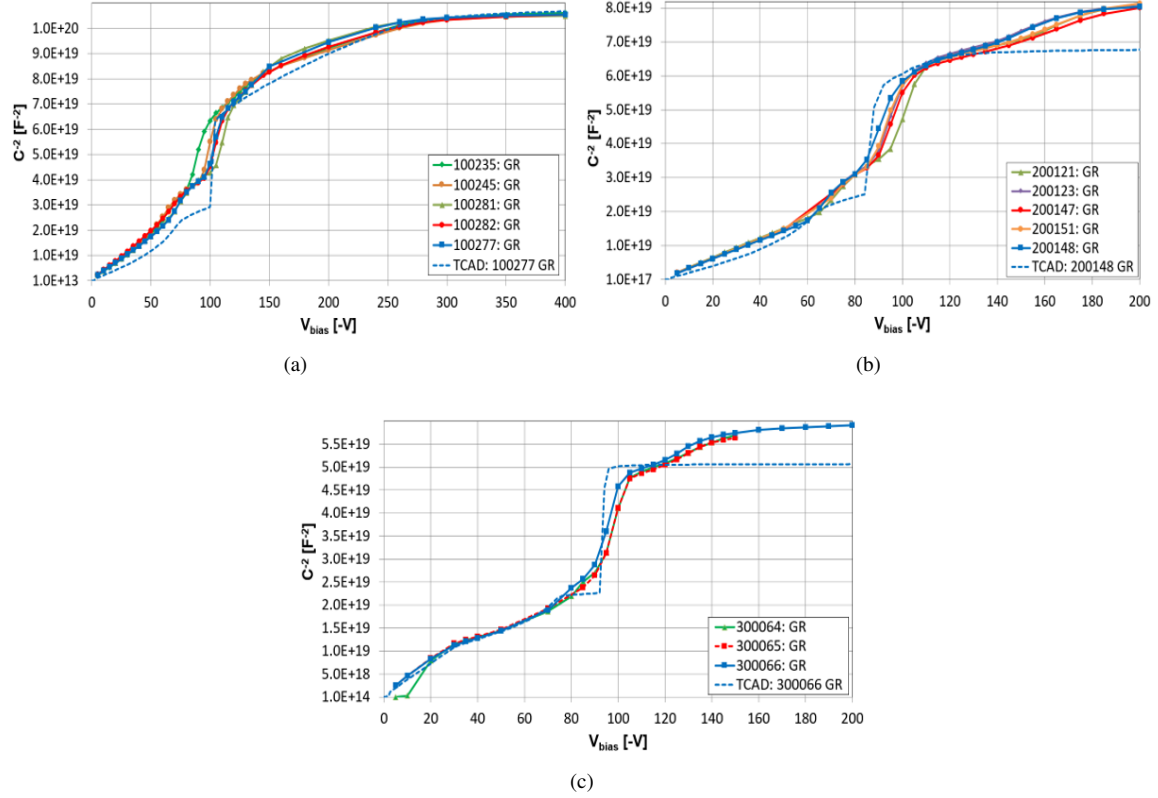 1.0E+20
9.0E+19
8.0E+19
7.0E+19
6.0E+19
5.0E+19
4.0E+19
3.0E+19
2.0E+19
1.0E+19
1.0E+13
C⁻² [F⁻²]
0 50 100 150 200 250 300 350 400
V_bias [-V]
100235: GR
100245: GR
100281: GR
100282: GR
100277: GR
TCAD: 100277 GR
(a)
8.0E+19
7.0E+19
6.0E+19
5.0E+19
4.0E+19
3.0E+19
2.0E+19
1.0E+19
1.0E+17
C⁻² [F⁻²]
0 20 40 60 80 100 120 140 160 180 200
V_bias [-V]
200121: GR
200123: GR
200147: GR
200151: GR
200148: GR
TCAD: 200148 GR
(b)
5.5E+19
5.0E+19
4.5E+19
4.0E+19
3.5E+19
3.0E+19
2.5E+19
2.0E+19
1.5E+19
1.0E+19
5.0E+18
1.0E+14
C⁻² [F⁻²]
0 20 40 60 80 100 120 140 160 180 200
V_bias [-V]
300064: GR
300065: GR
300066: GR
TCAD: 300066 GR
(c)